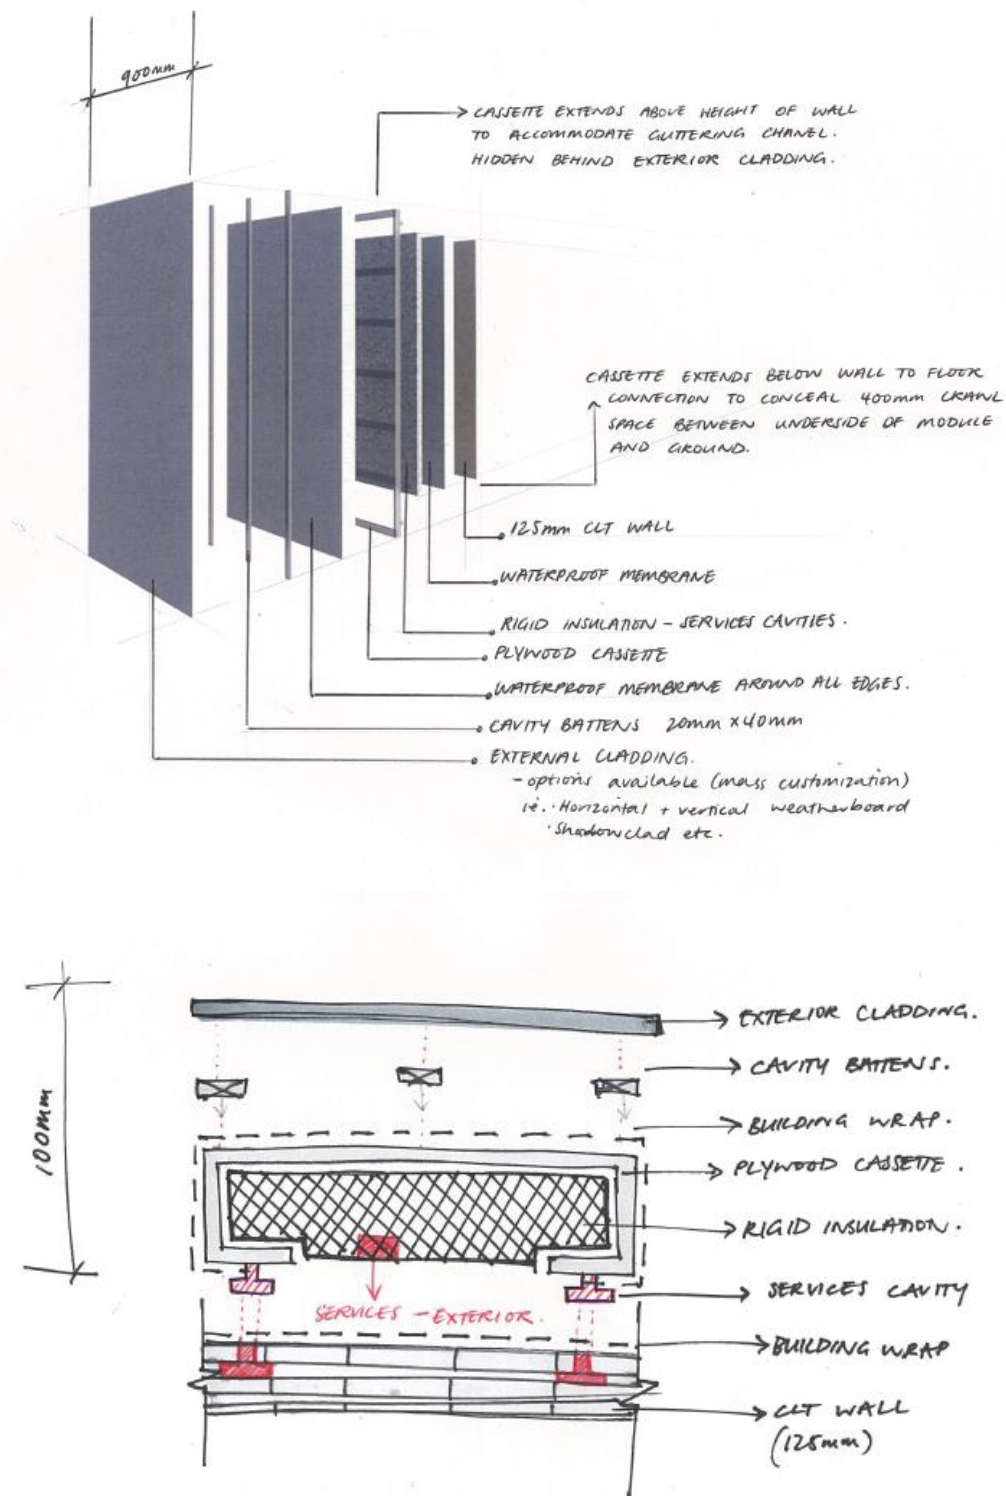 900mm
CASSETTE EXTENDS ABOVE HEIGHT OF WALL
TO ACCOMMODATE GUTTERING CHANEL.
HIDDEN BEHIND EXTERIOR CLADDING.
CASSETTE EXTENDS BELOW WALL TO FLOOR
CONNECTION TO CONCEAL 400mm CRAWL
SPACE BETWEEN UNDERSIDE OF MODULE
AND GROUND.
125mm CLT WALL
WATERPROOF MEMBRANE
RIGID INSULATION - SERVICES CAVITIES.
PLYWOOD CASSETTE
WATERPROOF MEMBRANE AROUND ALL EDGES.
CAVITY BATTENS 20mm x 40mm
EXTERNAL CLADDING.
- options available (mass customization)
ie. · Horizontal + vertical weatherboard
· Shadowclad etc.
100mm
EXTERIOR CLADDING.
CAVITY BATTENS.
BUILDING WRAP.
PLYWOOD CASSETTE.
RIGID INSULATION.
SERVICES CAVITY
SERVICES - EXTERIOR.
BUILDING WRAP
CLT WALL
(125mm)